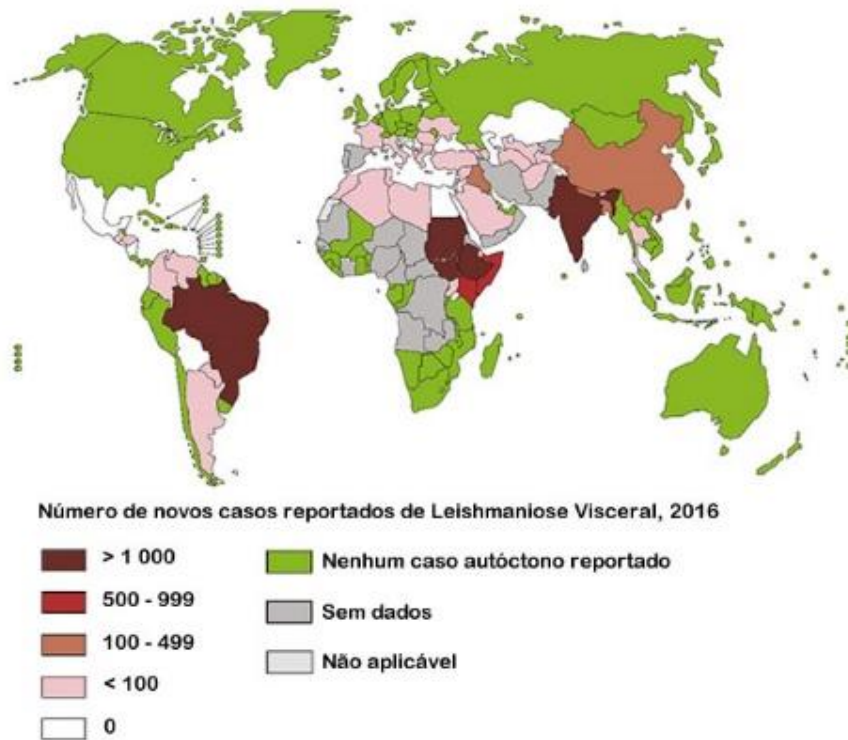 Número de novos casos reportados de Leishmaniose Visceral, 2016
> 1 000
500 - 999
100 - 499
< 100
0
Nenhum caso autóctono reportado
Sem dados
Não aplicável